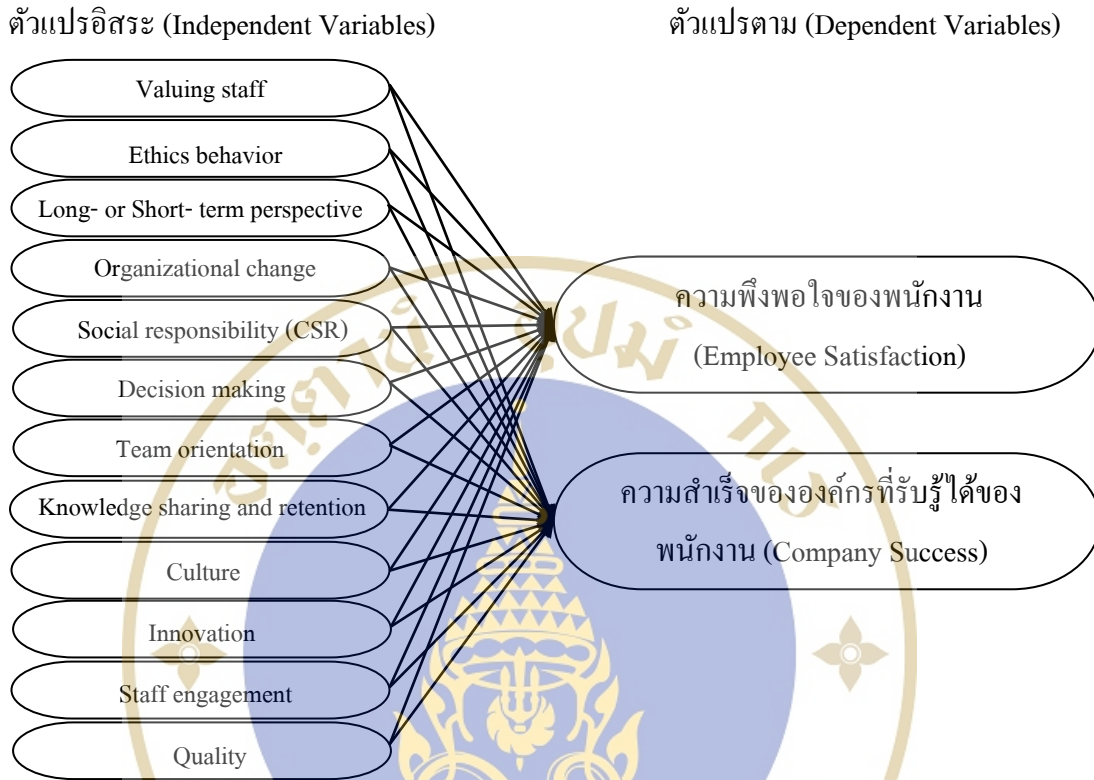 ตัวแปรอิสระ (Independent Variables)
ตัวแปรตาม (Dependent Variables)
Valuing staff
Ethics behavior
Long- or Short- term perspective
Organizational change
Social responsibility (CSR)
Decision making
Team orientation
Knowledge sharing and retention
Culture
Innovation
Staff engagement
Quality
ความพึงพอใจของพนักงาน
(Employee Satisfaction)
ความสำเร็จขององค์กรที่รับรู้ได้ของ
พนักงาน (Company Success)